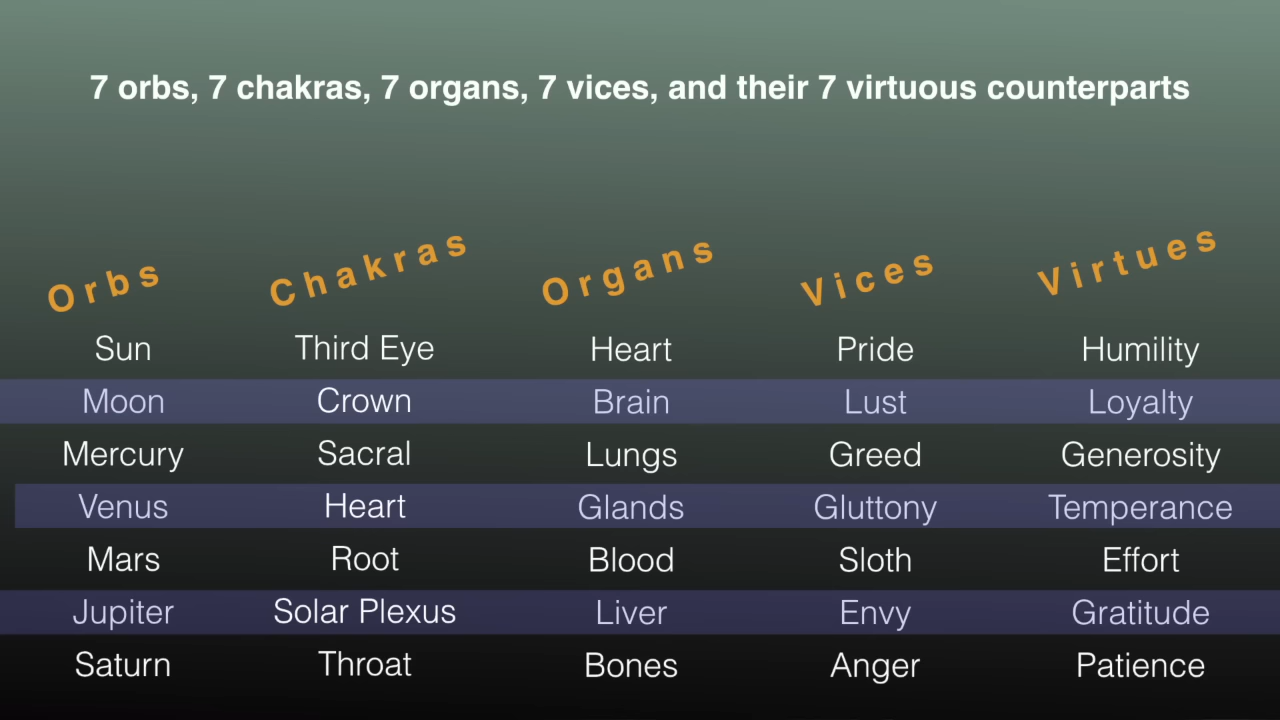 7 orbs, 7 chakras, 7 organs, 7 vices, and their 7 virtuous counterparts
Orbs Chakras Organs Vices Virtues
Sun Third Eye Heart Pride Humility
Moon Crown Brain Lust Loyalty
Mercury Sacral Lungs Greed Generosity
Venus Heart Glands Gluttony Temperance
Mars Root Blood Sloth Effort
Jupiter Solar Plexus Liver Envy Gratitude
Saturn Throat Bones Anger Patience